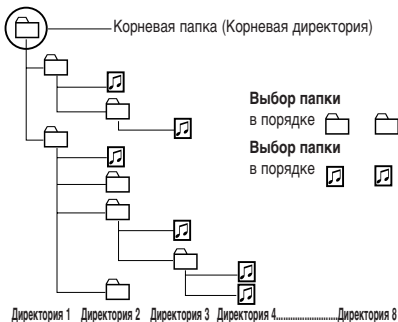 Корневая папка (Корневая директория)
Выбор папки
в порядке
Выбор папки
в порядке
Директория 1 Директория 2 Директория 3 Директория 4........................Директория 8